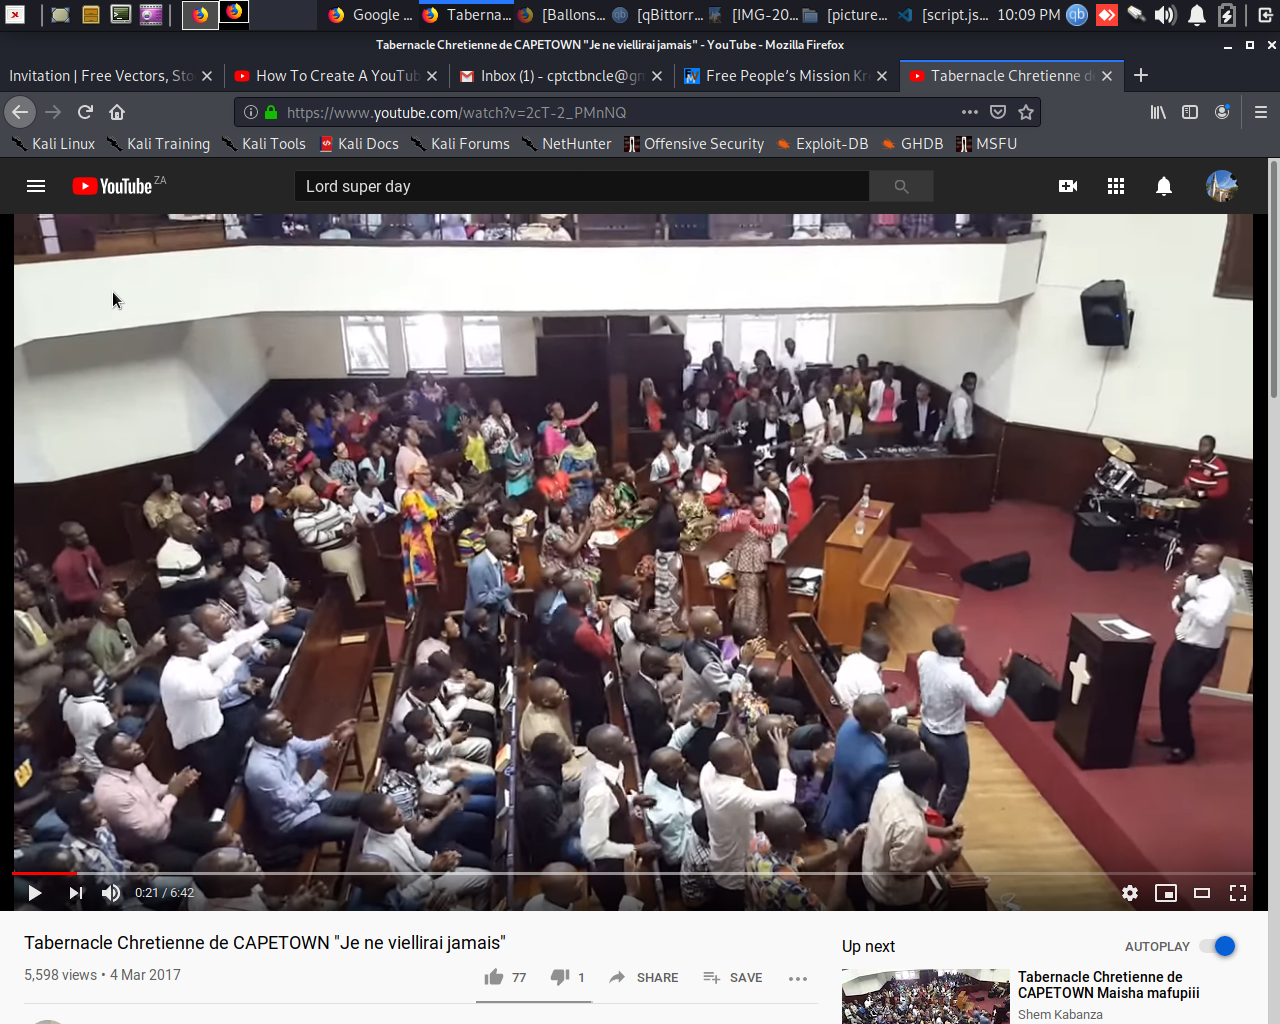 Google ...
Taberna...
[Ballons...
[qBittorr...
[IMG-20...
[picture...
[script.js...
10:09 PM
qb
Tabernacle Chretienne de CAPETOWN "Je ne viellirai jamais" - YouTube - Mozilla Firefox
Invitation | Free Vectors, Sto
How To Create A YouTub
Inbox (1) - cptctbncle@gm
Free People's Mission Kr
Tabernacle Chretienne de
https://www.youtube.com/watch?v=2cT-2_PMnNQ
Kali Linux
Kali Training
Kali Tools
Kali Docs
Kali Forums
NetHunter
Offensive Security
Exploit-DB
GHDB
MSFU
YouTube ZA
Lord super day
0:21 / 6:42
Tabernacle Chretienne de CAPETOWN "Je ne viellirai jamais"
5,598 views • 4 Mar 2017
77
1
SHARE
SAVE
Up next
AUTOPLAY
Tabernacle Chretienne de
CAPETOWN Maisha mafupiii
Shem Kabanza